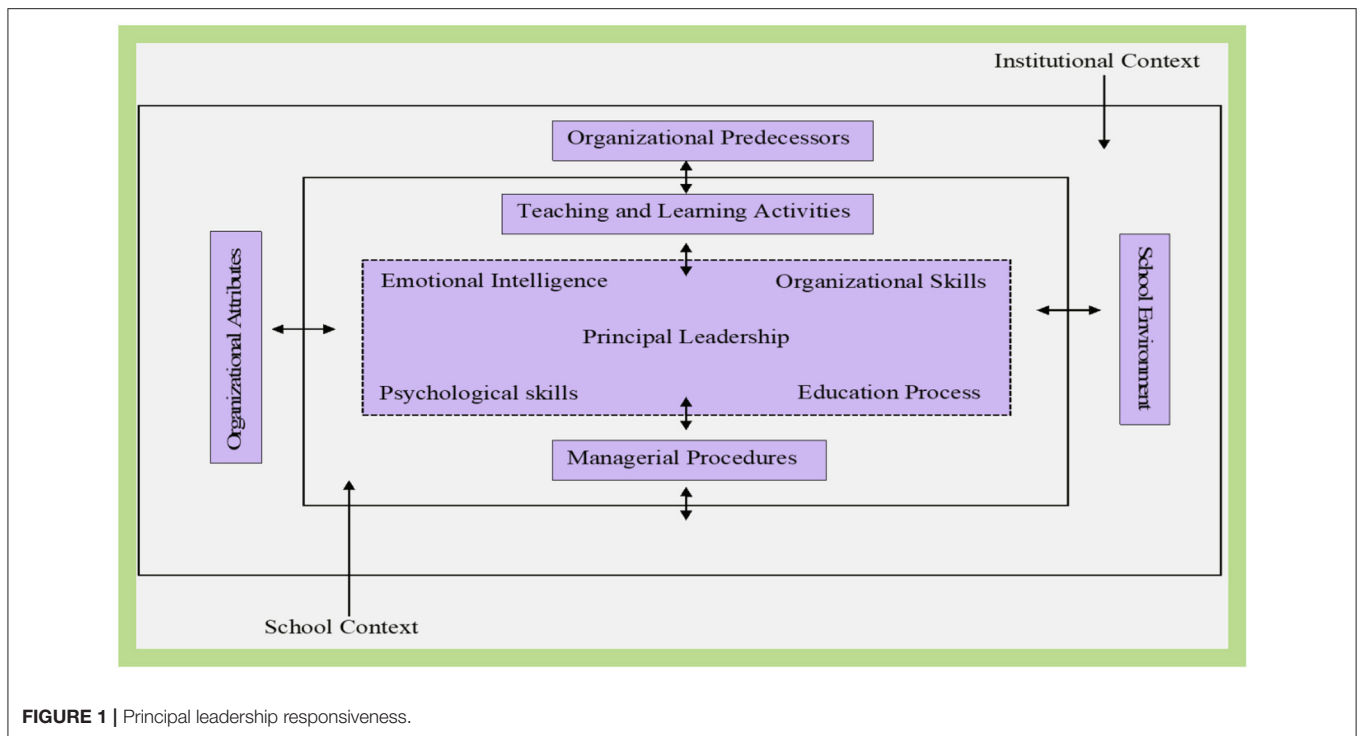 Institutional Context
Organizational Predecessors
Teaching and Learning Activities
Organizational Attributes
School Environment
Emotional Intelligence
Organizational Skills
Principal Leadership
Psychological skills
Education Process
Managerial Procedures
School Context
FIGURE 1 | Principal leadership responsiveness.